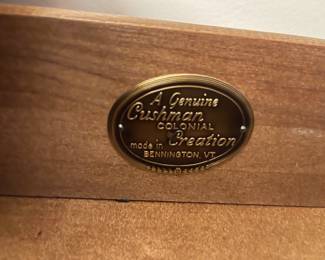 A Genuine
Cushman
COLONIAL
Creation
made in
BENNINGTON, VT.